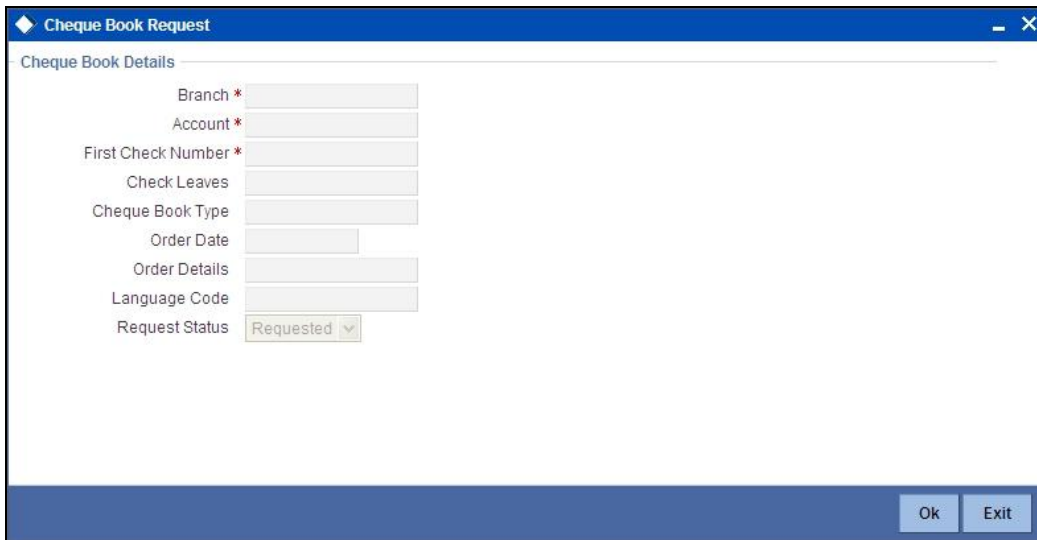 Cheque Book Request
Cheque Book Details
Branch *
Account *
First Check Number *
Check Leaves
Cheque Book Type
Order Date
Order Details
Language Code
Request Status Requested
Ok Exit